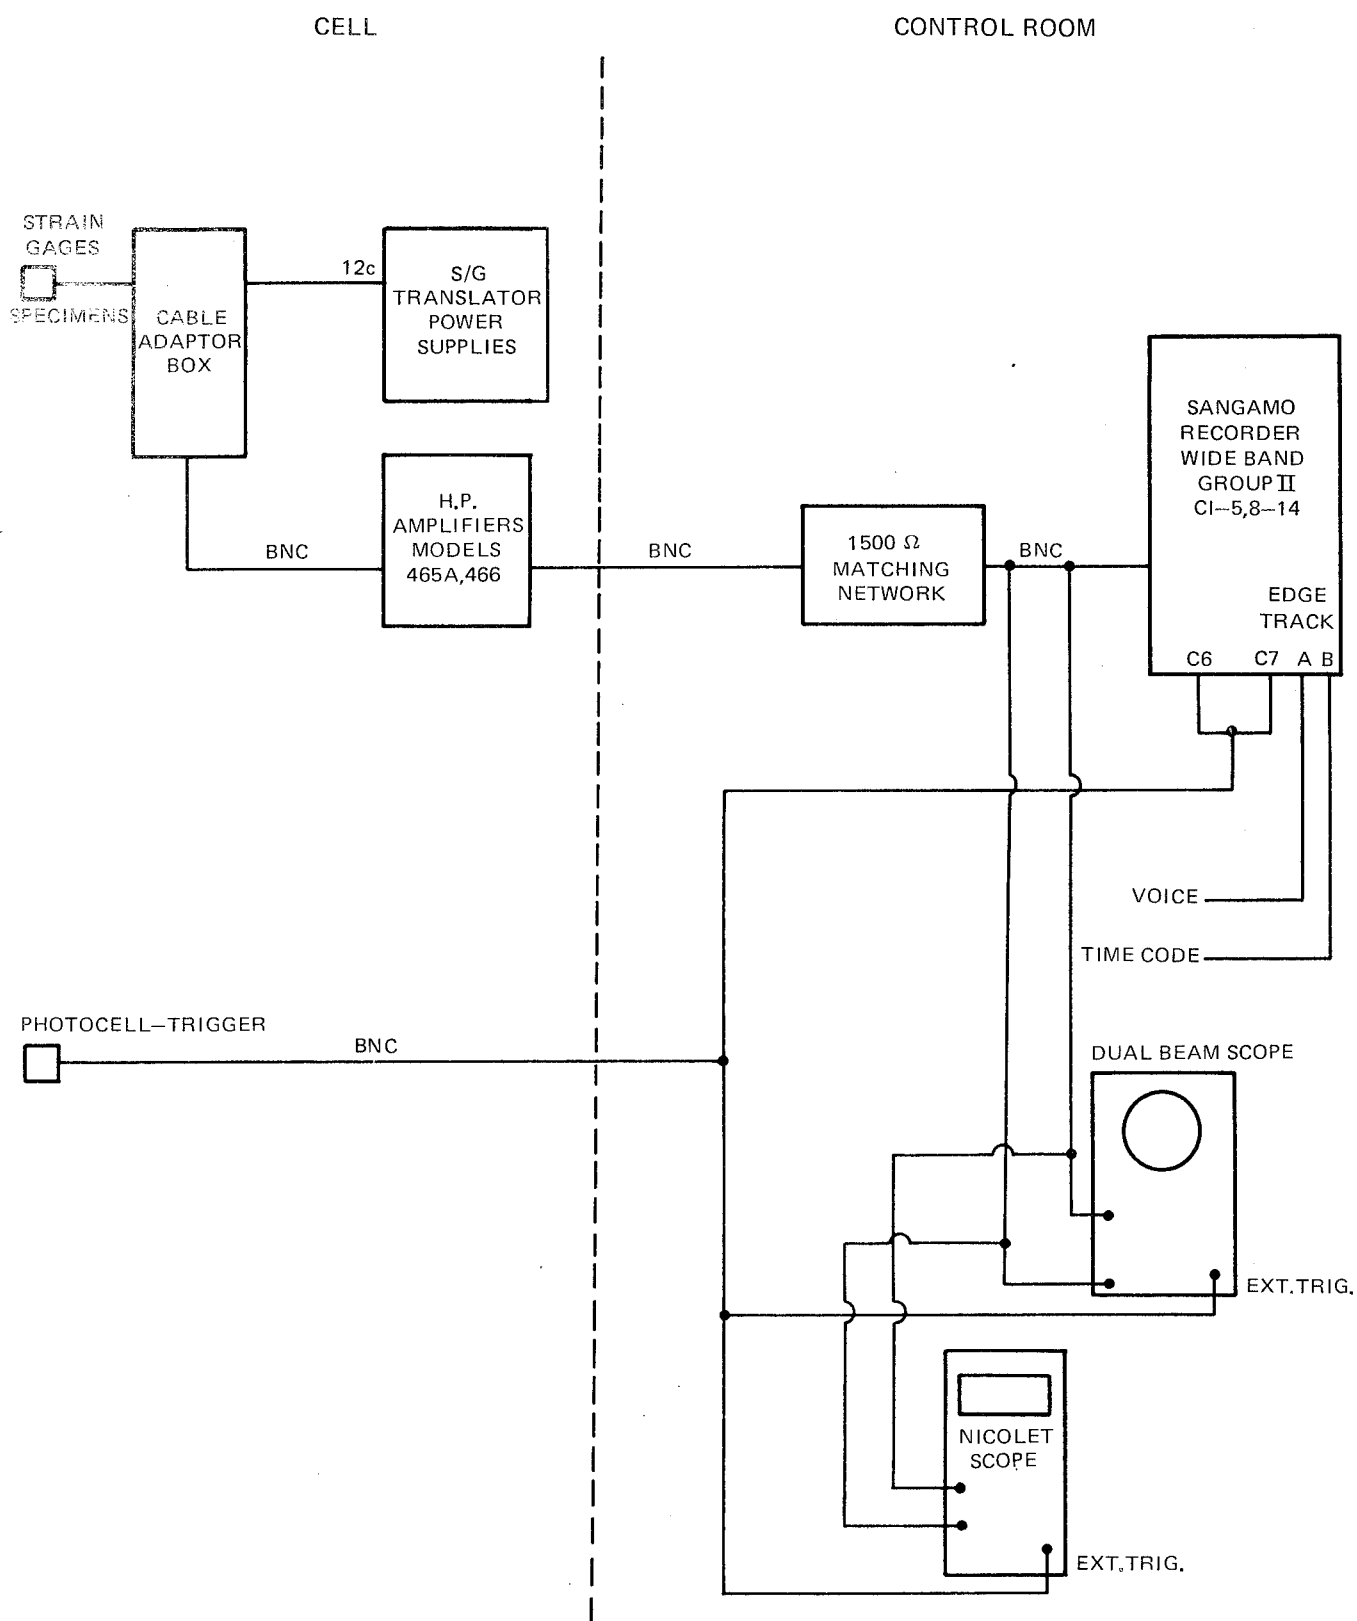 CELL
CONTROL ROOM
STRAIN
GAGES
SPECIMENS
CABLE
ADAPTOR
BOX
12c
S/G
TRANSLATOR
POWER
SUPPLIES
BNC
H.P.
AMPLIFIERS
MODELS
465A,466
BNC
1500 Ω
MATCHING
NETWORK
BNC
SANGAMO
RECORDER
WIDE BAND
GROUP II
CI–5,8–14
EDGE
TRACK
C6 C7 A B
VOICE
TIME CODE
PHOTOCELL–TRIGGER
BNC
DUAL BEAM SCOPE
EXT.TRIG.
NICOLET
SCOPE
EXT.TRIG.